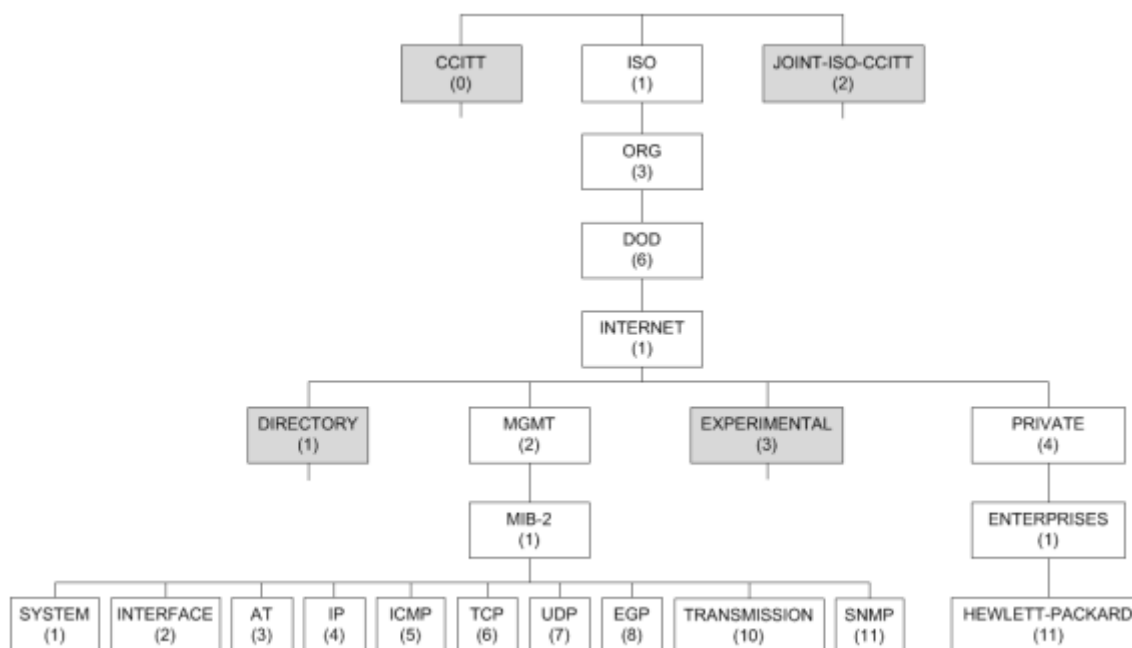 CCITT
(0)
ISO
(1)
JOINT-ISO-CCITT
(2)
ORG
(3)
DOD
(6)
INTERNET
(1)
DIRECTORY
(1)
MGMT
(2)
EXPERIMENTAL
(3)
PRIVATE
(4)
MIB-2
(1)
ENTERPRISES
(1)
SYSTEM
(1)
INTERFACE
(2)
AT
(3)
IP
(4)
ICMP
(5)
TCP
(6)
UDP
(7)
EGP
(8)
TRANSMISSION
(10)
SNMP
(11)
HEWLETT-PACKARD
(11)